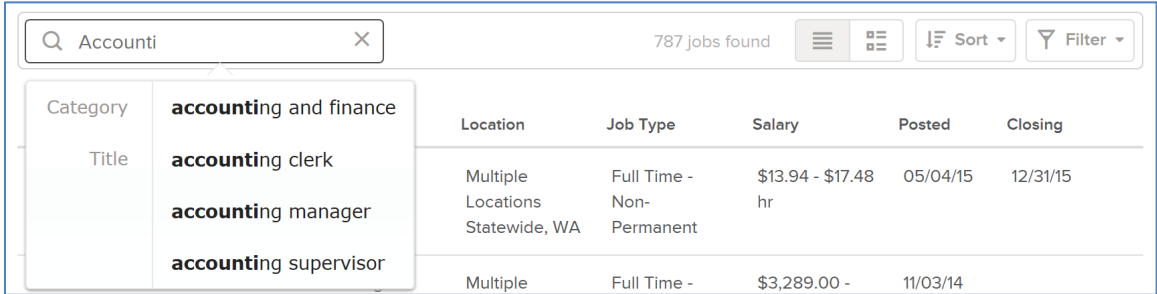 Accounti
787 jobs found
Sort
Filter
Category
accounting and finance
Title
accounting clerk
accounting manager
accounting supervisor
Location Job Type Salary Posted Closing
Multiple Full Time - $13.94 - $17.48 05/04/15 12/31/15
Locations Non- hr
Statewide, WA Permanent
Multiple Full Time - $3,289.00 - 11/03/14